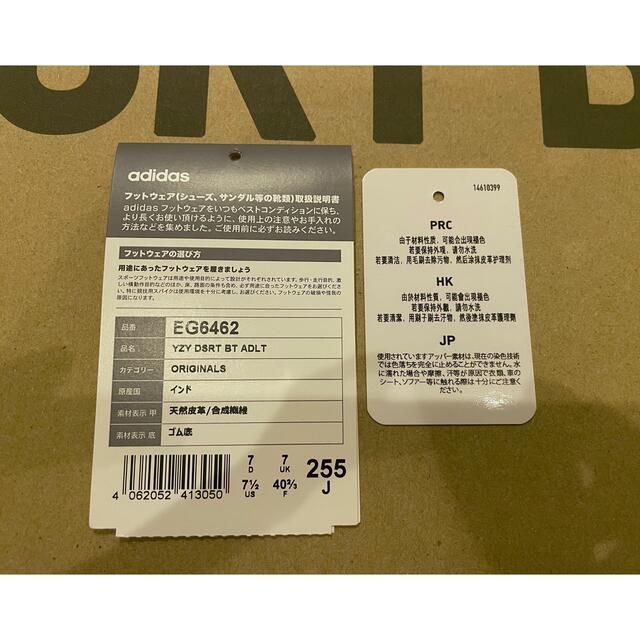 adidas
フットウェア(シューズ、サンダル等の靴類)取扱説明書
adidas フットウェアをいつもベストコンディションに保ち、
より長くお使い頂けるように、使用上の注意やお手入れの
方法などを集めました。ご使用前に必ずお読みください。
フットウェアの選び方
用途にあったフットウェアを履きましょう
品番 EG6462
品名 YZY DSRT BT ADLT
カテゴリー ORIGINALS
原産国 インド
素材表示 甲 天然皮革/合成繊維
素材表示 底 ゴム底
4 062052 413050
7 D 7 UK 255
7½ US 40⅔ F J
14610399
PRC
由于材料性质, 可能会出现褪色
若要保持外观, 请勿水洗
若要清洁, 用毛刷去除污物, 然后涂抹皮革护理剂
HK
由於材料性質, 可能會出現褪色
若要保持外觀, 請勿水洗
若要清潔, 用刷子刷去汙物, 然後塗抹皮革護理劑
JP
使用されていますアッパー素材は、現在の染色技術
では色落ちを完全に止めることができません。水
に濡れた場合や摩擦、汗等が原因で衣類、車の
シート、ソファー等に触れる際は十分にご注意く
ださい。